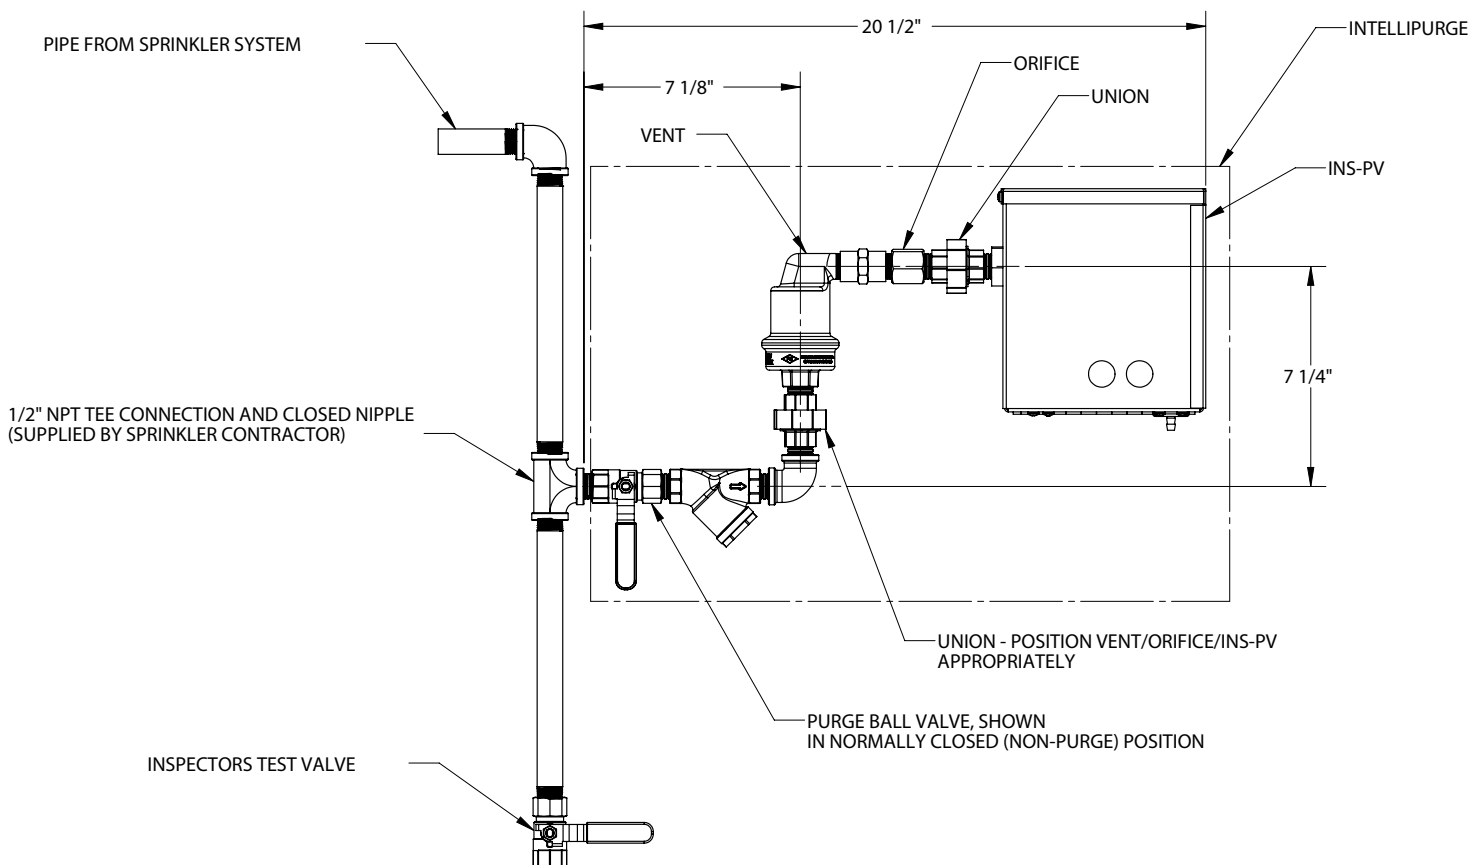 20 1/2"
INTELLIPURGE
PIPE FROM SPRINKLER SYSTEM
ORIFICE
7 1/8"
UNION
VENT
INS-PV
7 1/4"
1/2" NPT TEE CONNECTION AND CLOSED NIPPLE
(SUPPLIED BY SPRINKLER CONTRACTOR)
UNION - POSITION VENT/ORIFICE/INS-PV
APPROPRIATELY
PURGE BALL VALVE, SHOWN
IN NORMALLY CLOSED (NON-PURGE) POSITION
INSPECTORS TEST VALVE